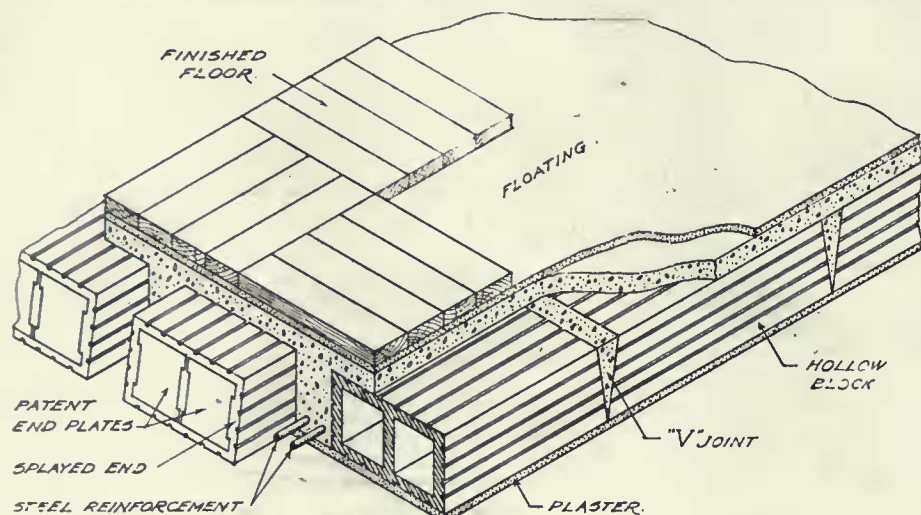 FINISHED
FLOOR.
FLOATING.
HOLLOW
BLOCK
PATENT
END PLATES
"V" JOINT
SPLAYED END
STEEL REINFORCEMENT
PLASTER.